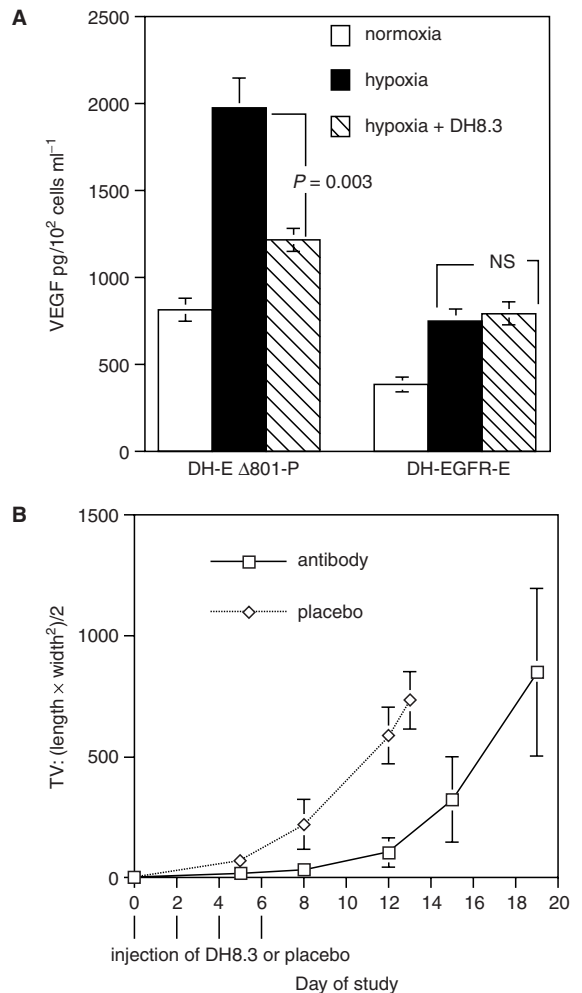 A
2500
2000
1500
1000
500
0
VEGF pg/10² cells ml⁻¹
normoxia
hypoxia
hypoxia + DH8.3
P = 0.003
NS
DH-E Δ801-P
DH-EGFR-E
B
1500
1000
500
0
TV: (length × width²)/2
antibody
placebo
0 2 4 6 8 10 12 14 16 18 20
injection of DH8.3 or placebo
Day of study